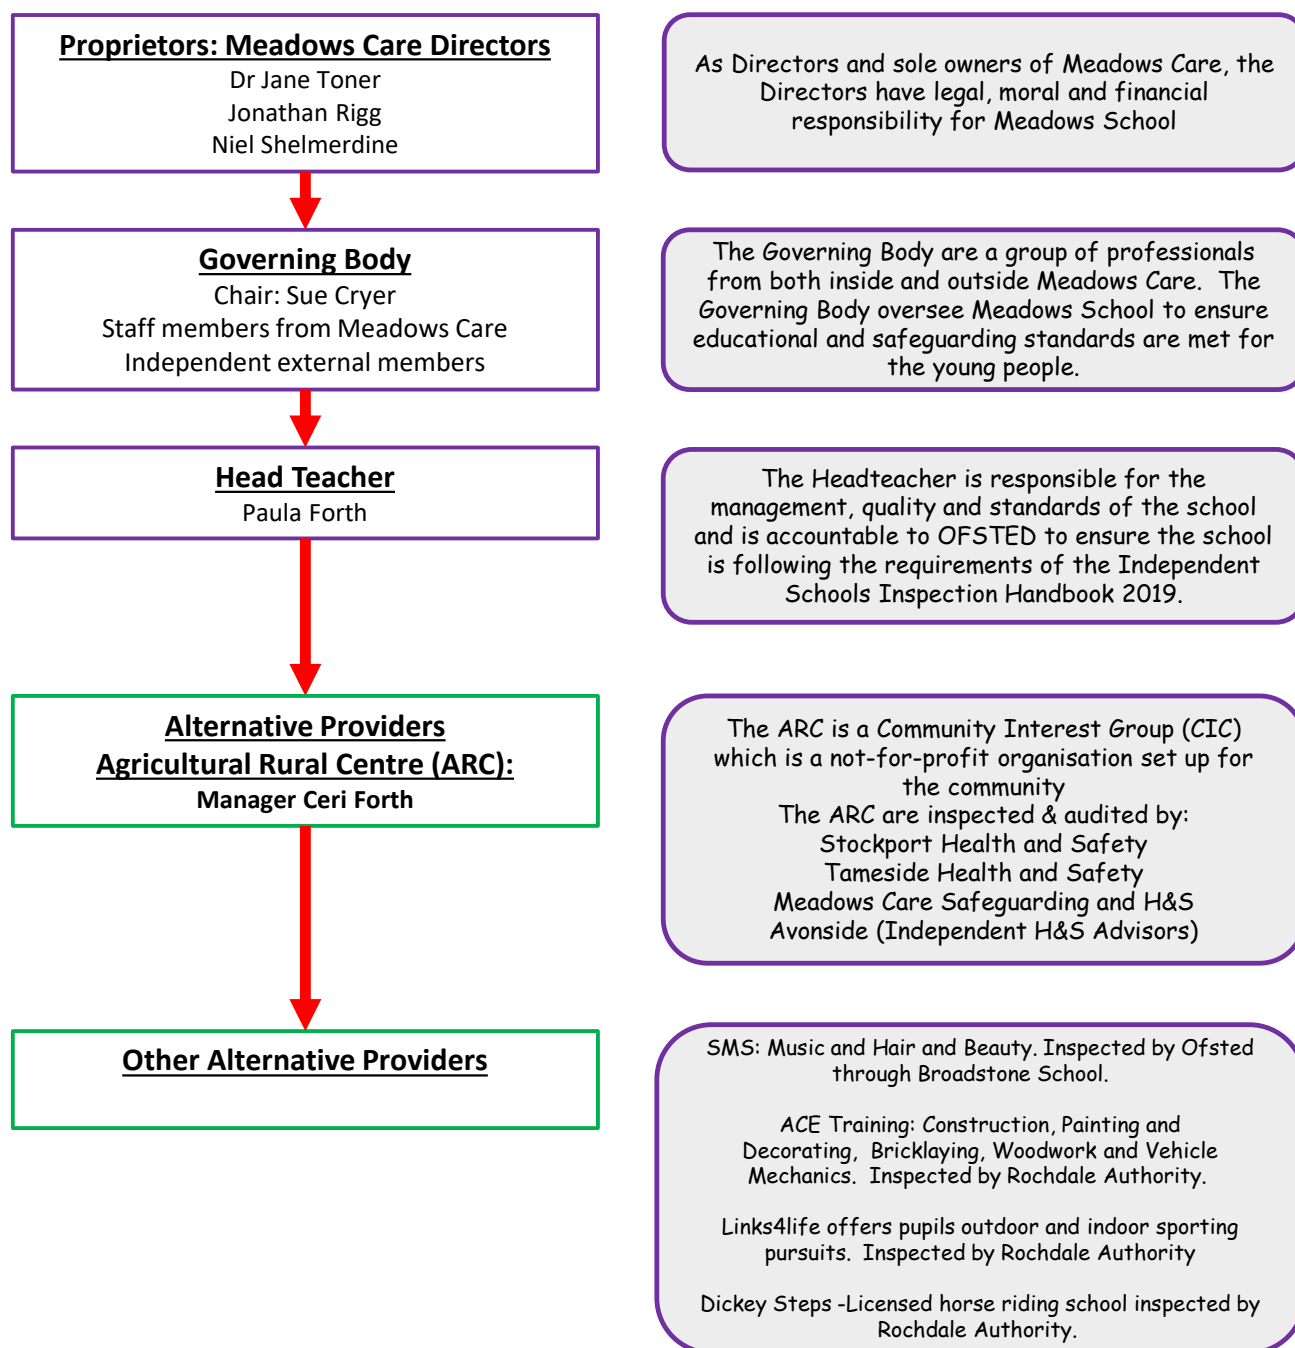 Proprietors: Meadows Care Directors
Dr Jane Toner
Jonathan Rigg
Niel Shelmerdine
As Directors and sole owners of Meadows Care, the
Directors have legal, moral and financial
responsibility for Meadows School
Governing Body
Chair: Sue Cryer
Staff members from Meadows Care
Independent external members
The Governing Body are a group of professionals
from both inside and outside Meadows Care. The
Governing Body oversee Meadows School to ensure
educational and safeguarding standards are met for
the young people.
Head Teacher
Paula Forth
The Headteacher is responsible for the
management, quality and standards of the school
and is accountable to OFSTED to ensure the school
is following the requirements of the Independent
Schools Inspection Handbook 2019.
Alternative Providers
Agricultural Rural Centre (ARC):
Manager Ceri Forth
The ARC is a Community Interest Group (CIC)
which is a not-for-profit organisation set up for
the community
The ARC are inspected & audited by:
Stockport Health and Safety
Tameside Health and Safety
Meadows Care Safeguarding and H&S
Avonside (Independent H&S Advisors)
Other Alternative Providers
SMS: Music and Hair and Beauty. Inspected by Ofsted
through Broadstone School.
ACE Training: Construction, Painting and
Decorating, Bricklaying, Woodwork and Vehicle
Mechanics. Inspected by Rochdale Authority.
Links4life offers pupils outdoor and indoor sporting
pursuits. Inspected by Rochdale Authority
Dickey Steps -Licensed horse riding school inspected by
Rochdale Authority.